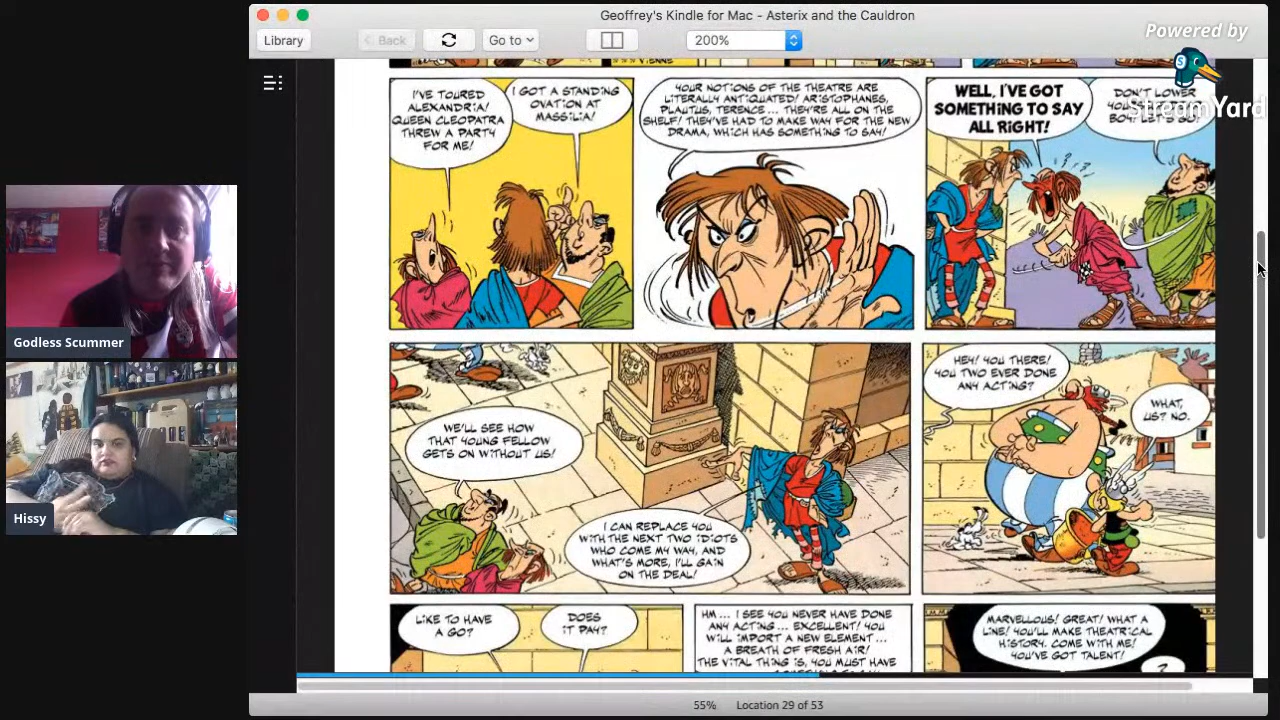 Geoffrey's Kindle for Mac - Asterix and the Cauldron
Library
Back
Go to
200%
Powered by
StreamYard
VIENNE
I'VE TOURED
ALEXANDRIA!
QUEEN CLEOPATRA
THREW A PARTY
FOR ME!
I GOT A STANDING
OVATION AT
MASSILIA!
YOUR NOTIONS OF THE THEATRE ARE
LITERALLY ANTIQUATED! ARISTOPHANES,
PLAUTUS, TERENCE ... THEY'RE ALL ON THE
SHELF! THEY'VE HAD TO MAKE WAY FOR THE NEW
DRAMA, WHICH HAS SOMETHING TO SAY!
WELL, I'VE GOT
SOMETHING TO SAY
ALL RIGHT!
DON'T LOWER
BOY! LET'S GO!
WE'LL SEE HOW
THAT YOUNG FELLOW
GETS ON WITHOUT US!
I CAN REPLACE YOU
WITH THE NEXT TWO IDIOTS
WHO COME MY WAY, AND
WHAT'S MORE, I'LL GAIN
ON THE DEAL!
HEY! YOU THERE!
YOU TWO EVER DONE
ANY ACTING?
WHAT,
US? NO.
LIKE TO HAVE
A GO?
DOES
IT PAY?
HM ... I SEE YOU NEVER HAVE DONE
ANY ACTING ... EXCELLENT! YOU
WILL IMPORT A NEW ELEMENT ...
A BREATH OF FRESH AIR!
THE VITAL THING IS, YOU MUST HAVE
MARVELLOUS! GREAT! WHAT A
LINE! YOU'LL MAKE THEATRICAL
HISTORY. COME WITH ME!
YOU'VE GOT TALENT!
?
Godless Scummer
Hissy
55%
Location 29 of 53